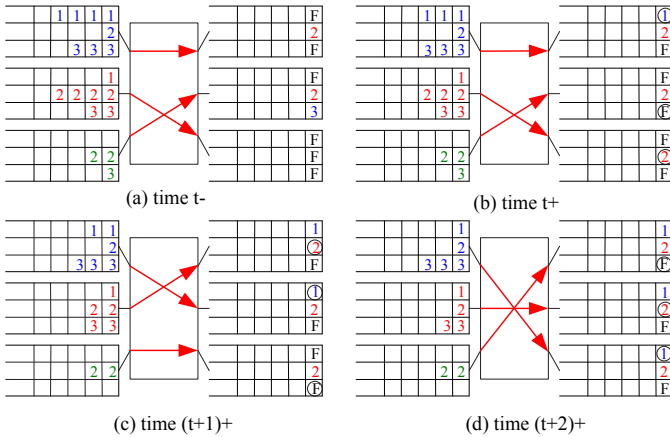 1 1 1 1 F
2 2
3 3 3 F
1 F
2 2 2 2 2
3 3 3
F
2 2 F
3 F
(a) time t-
1 1 1 1
2 2
3 3 3 F
1 F
2 2 2 2
3 3 F
F
2 2 2
3 F
(b) time t+
1 1 1
2 2
3 3 3 F
1 1
2 2 2
3 3 F
F
2 2 2
F
(c) time (t+1)+
1 1
2 2
3 3 3 F
1 1
2 2
3 3 F
1
2 2 2
F
(d) time (t+2)+